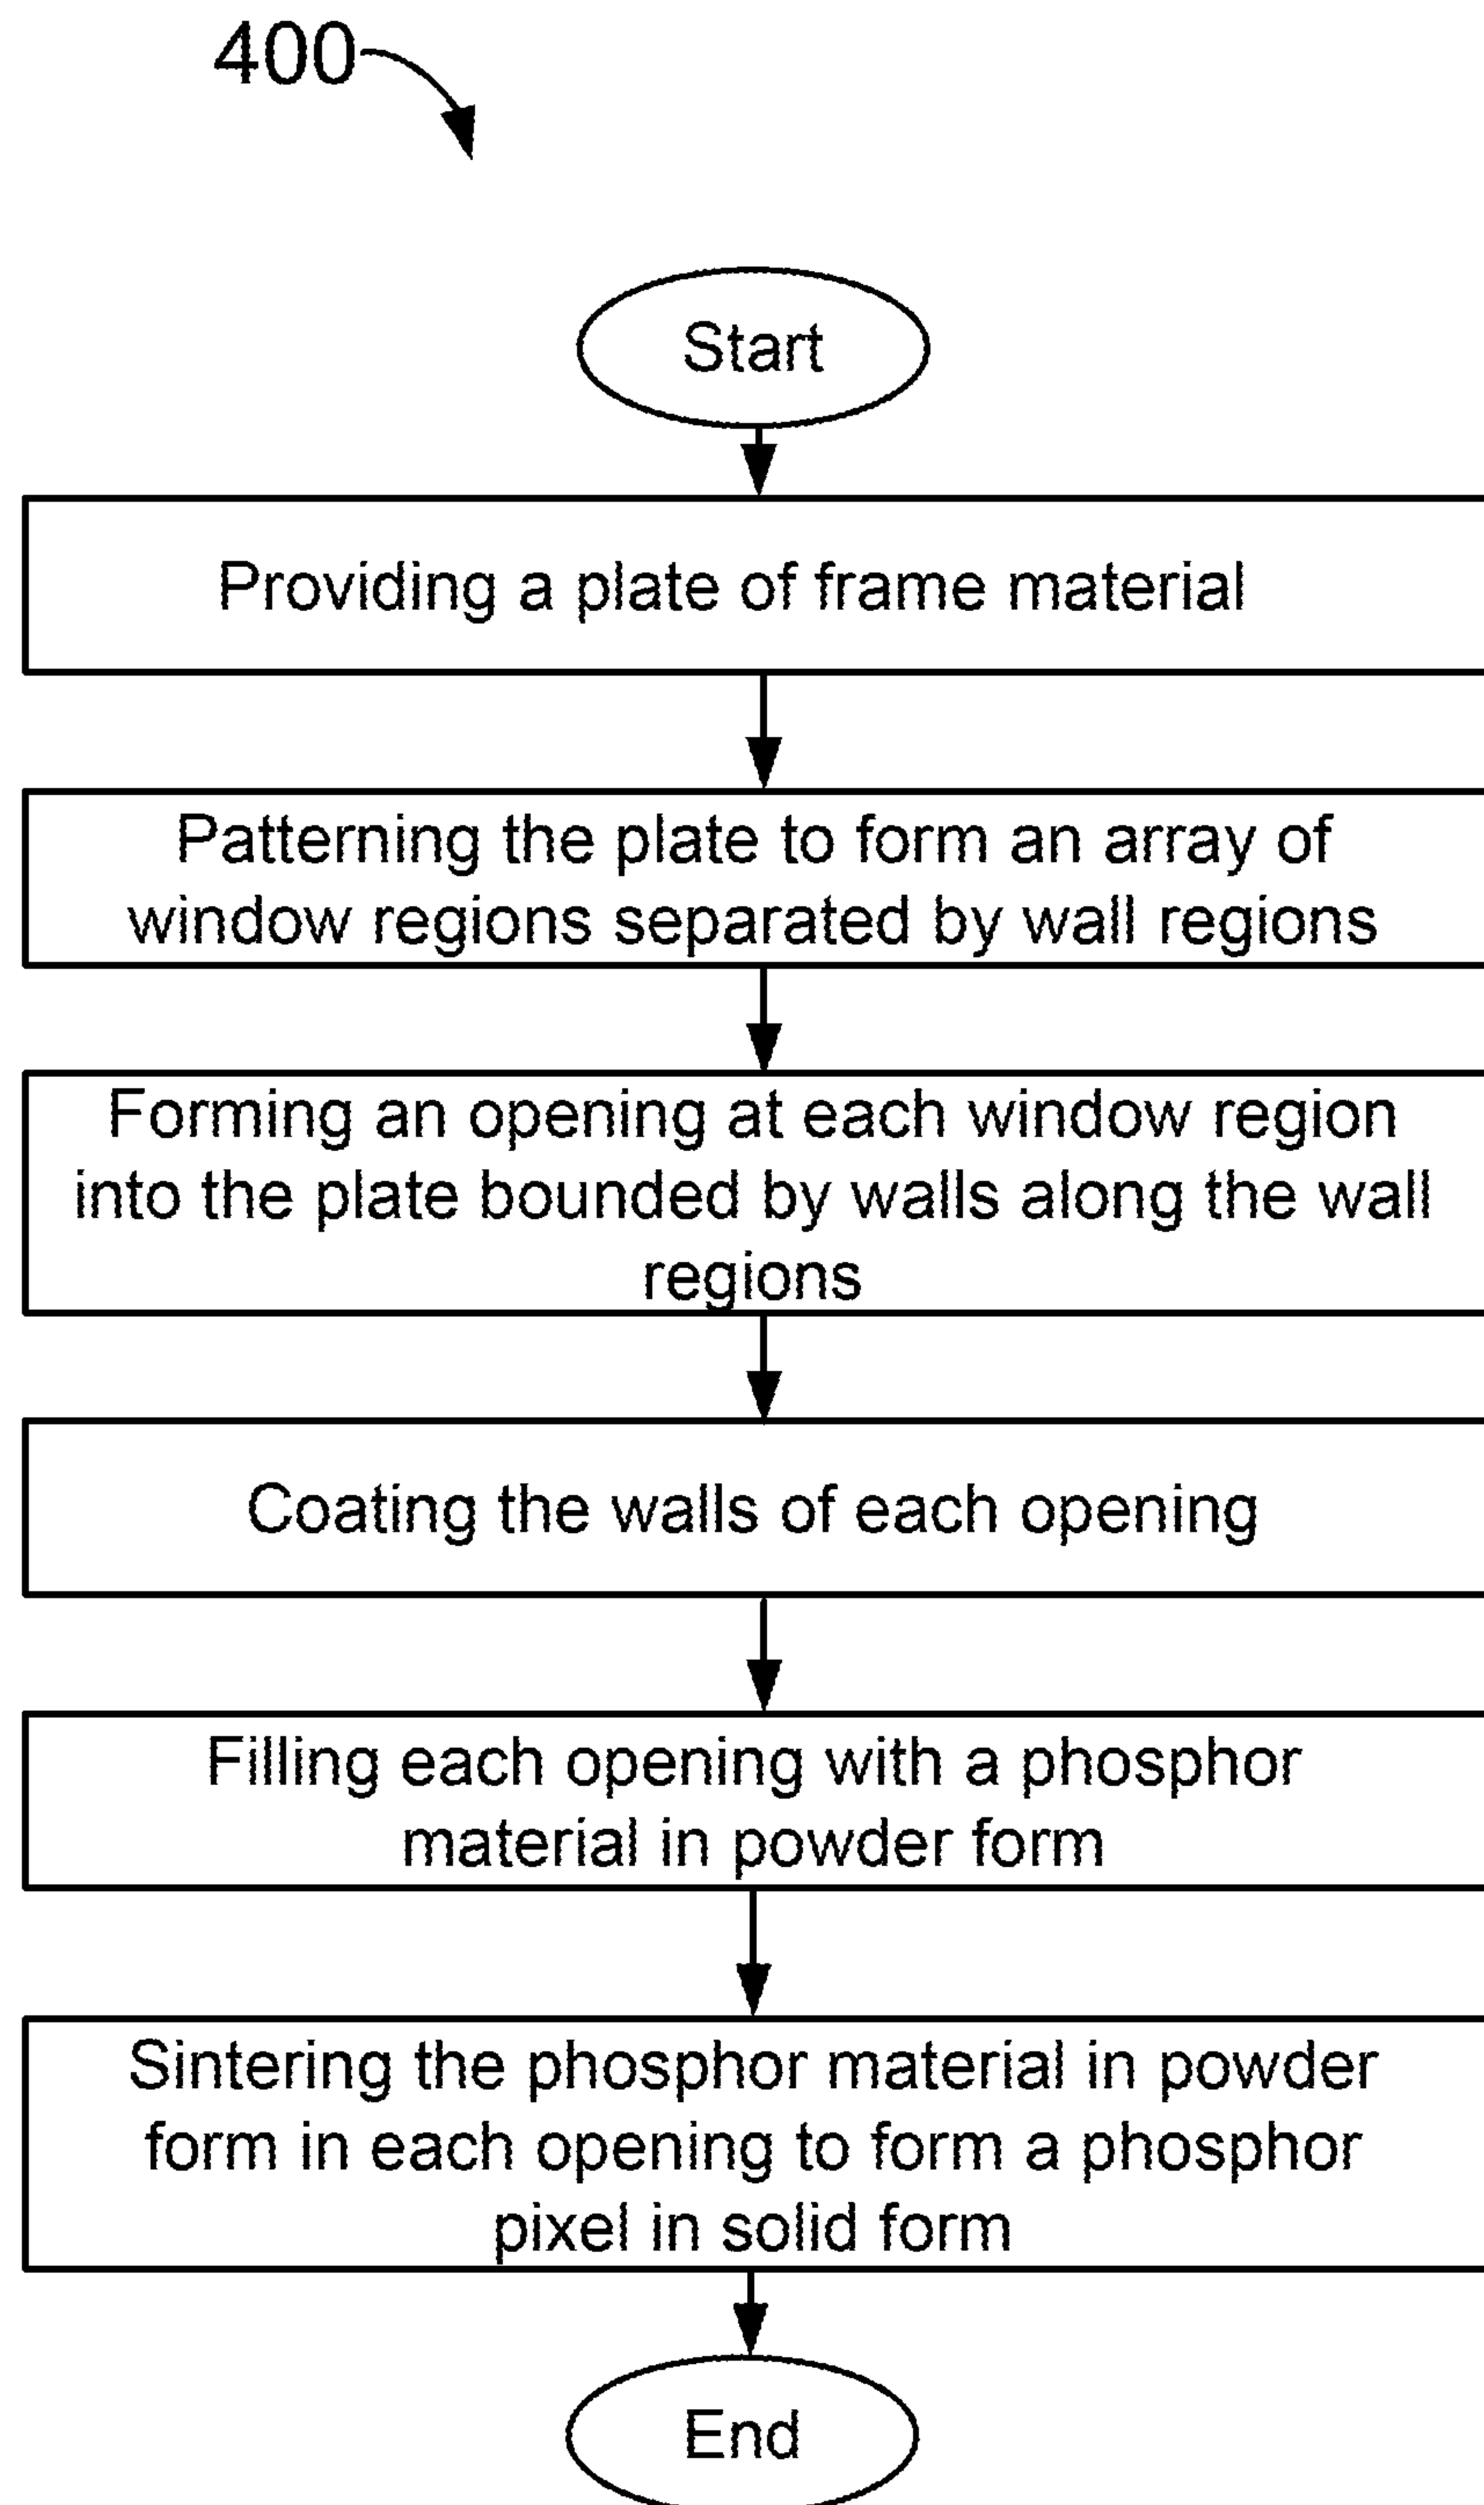 400
Start
Providing a plate of frame material
Patterning the plate to form an array of
window regions separated by wall regions
Forming an opening at each window region
into the plate bounded by walls along the wall
regions
Coating the walls of each opening
Filling each opening with a phosphor
material in powder form
Sintering the phosphor material in powder
form in each opening to form a phosphor
pixel in solid form
End